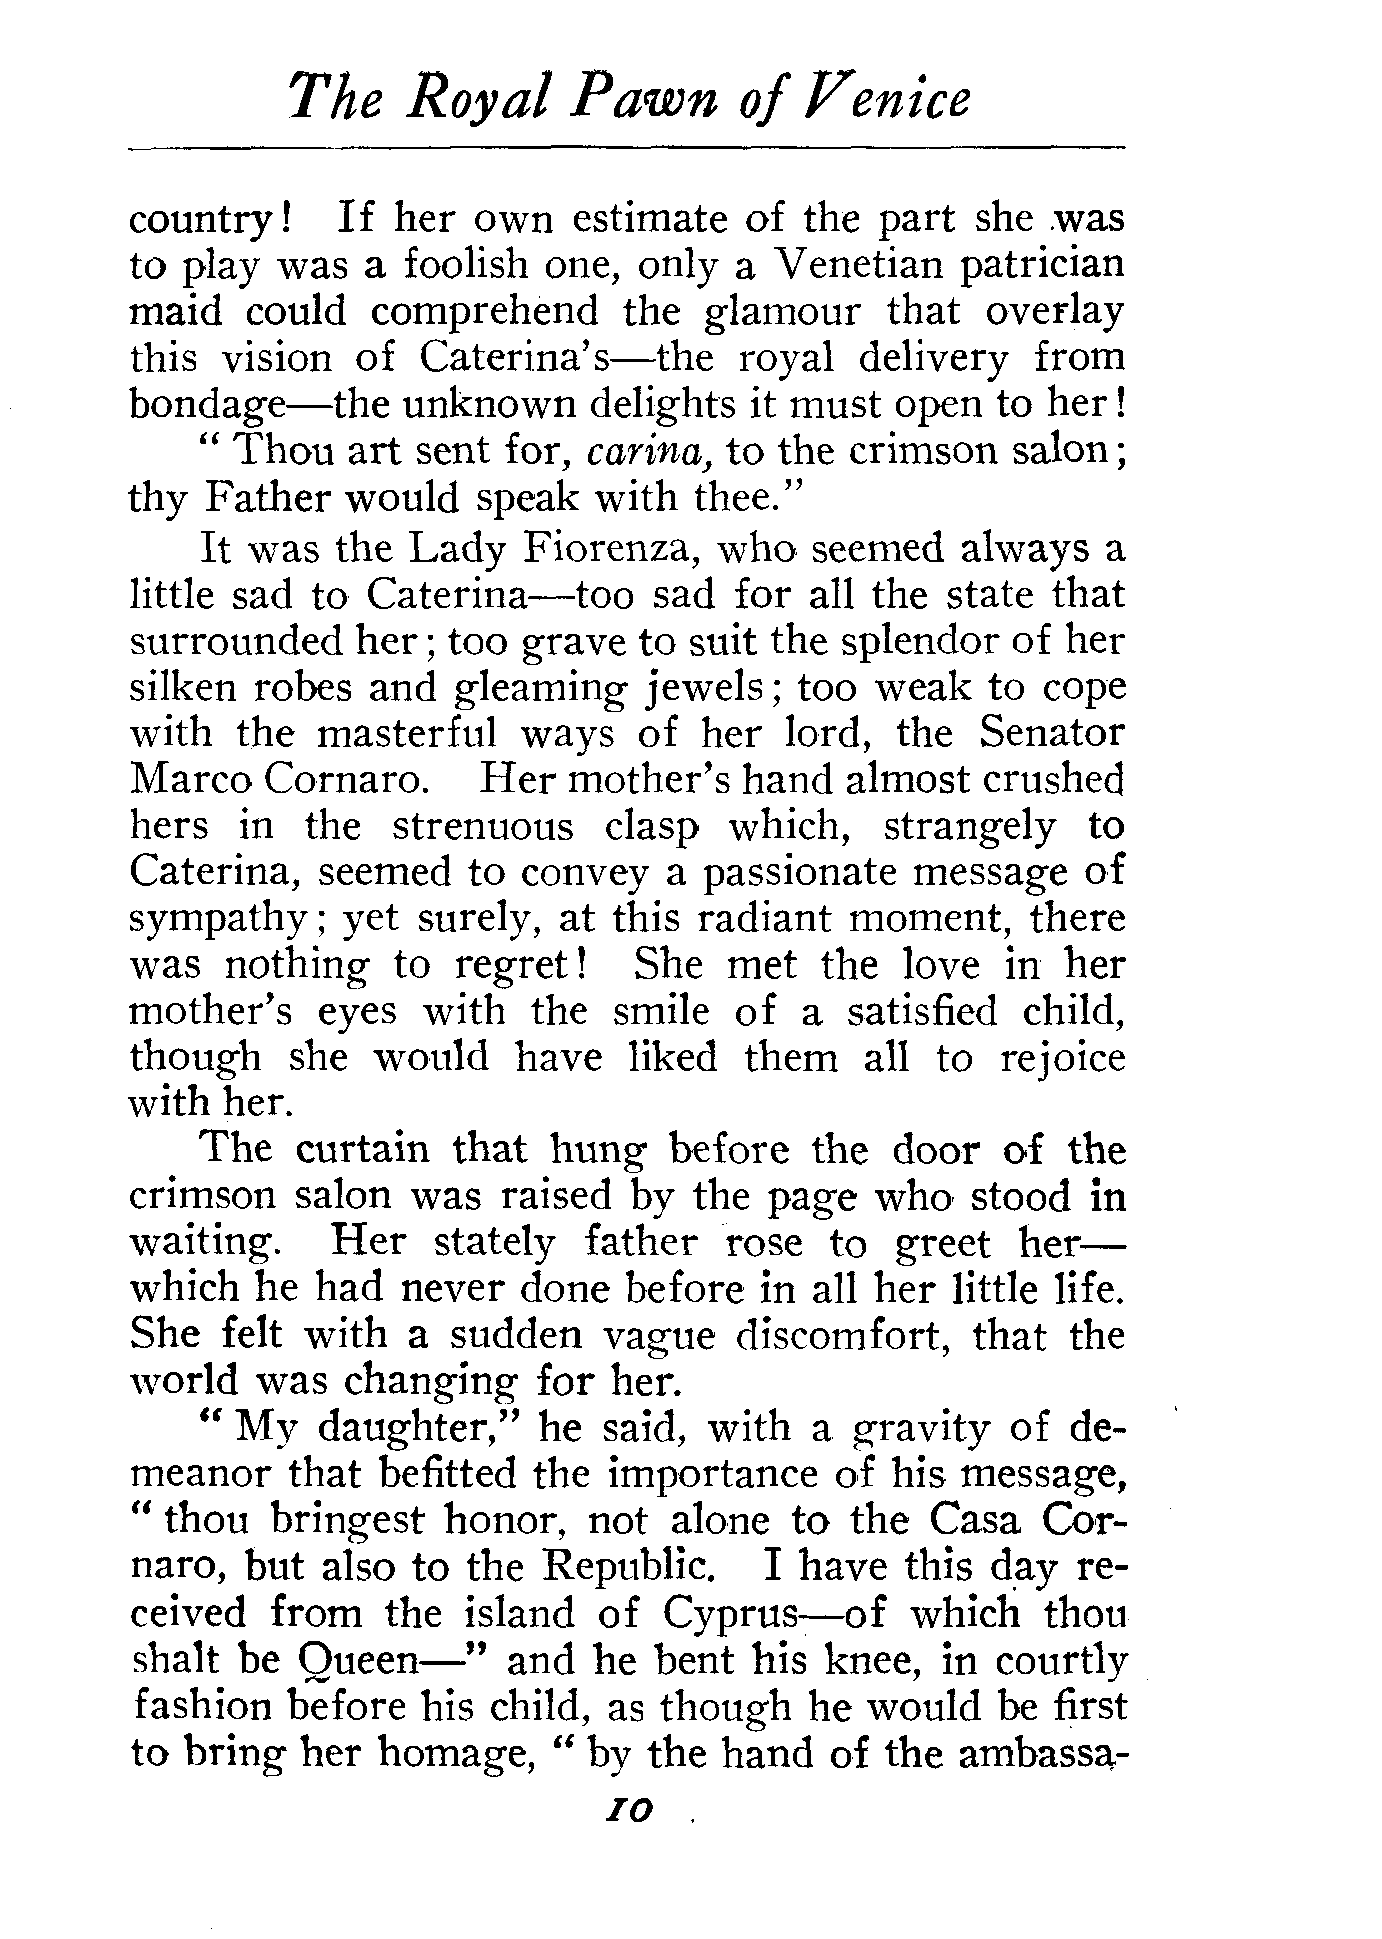 The Royal Pawn of Venice
country! If her own estimate of the part she was
to play was a foolish one, only a Venetian patrician
maid could comprehend the glamour that overlay
this vision of Caterina's—the royal delivery from
bondage—the unknown delights it must open to her!
"Thou art sent for, carina, to the crimson salon;
thy Father would speak with thee."
It was the Lady Fiorenza, who seemed always a
little sad to Caterina—too sad for all the state that
surrounded her; too grave to suit the splendor of her
silken robes and gleaming jewels; too weak to cope
with the masterful ways of her lord, the Senator
Marco Cornaro. Her mother's hand almost crushed
hers in the strenuous clasp which, strangely to
Caterina, seemed to convey a passionate message of
sympathy; yet surely, at this radiant moment, there
was nothing to regret! She met the love in her
mother's eyes with the smile of a satisfied child,
though she would have liked them all to rejoice
with her.
The curtain that hung before the door of the
crimson salon was raised by the page who stood in
waiting. Her stately father rose to greet her—
which he had never done before in all her little life.
She felt with a sudden vague discomfort, that the
world was changing for her.
"My daughter," he said, with a gravity of de-
meanor that befitted the importance of his message,
"thou bringest honor, not alone to the Casa Cor-
naro, but also to the Republic. I have this day re-
ceived from the island of Cyprus—of which thou
shalt be Queen—" and he bent his knee, in courtly
fashion before his child, as though he would be first
to bring her homage, "by the hand of the ambassa-
10